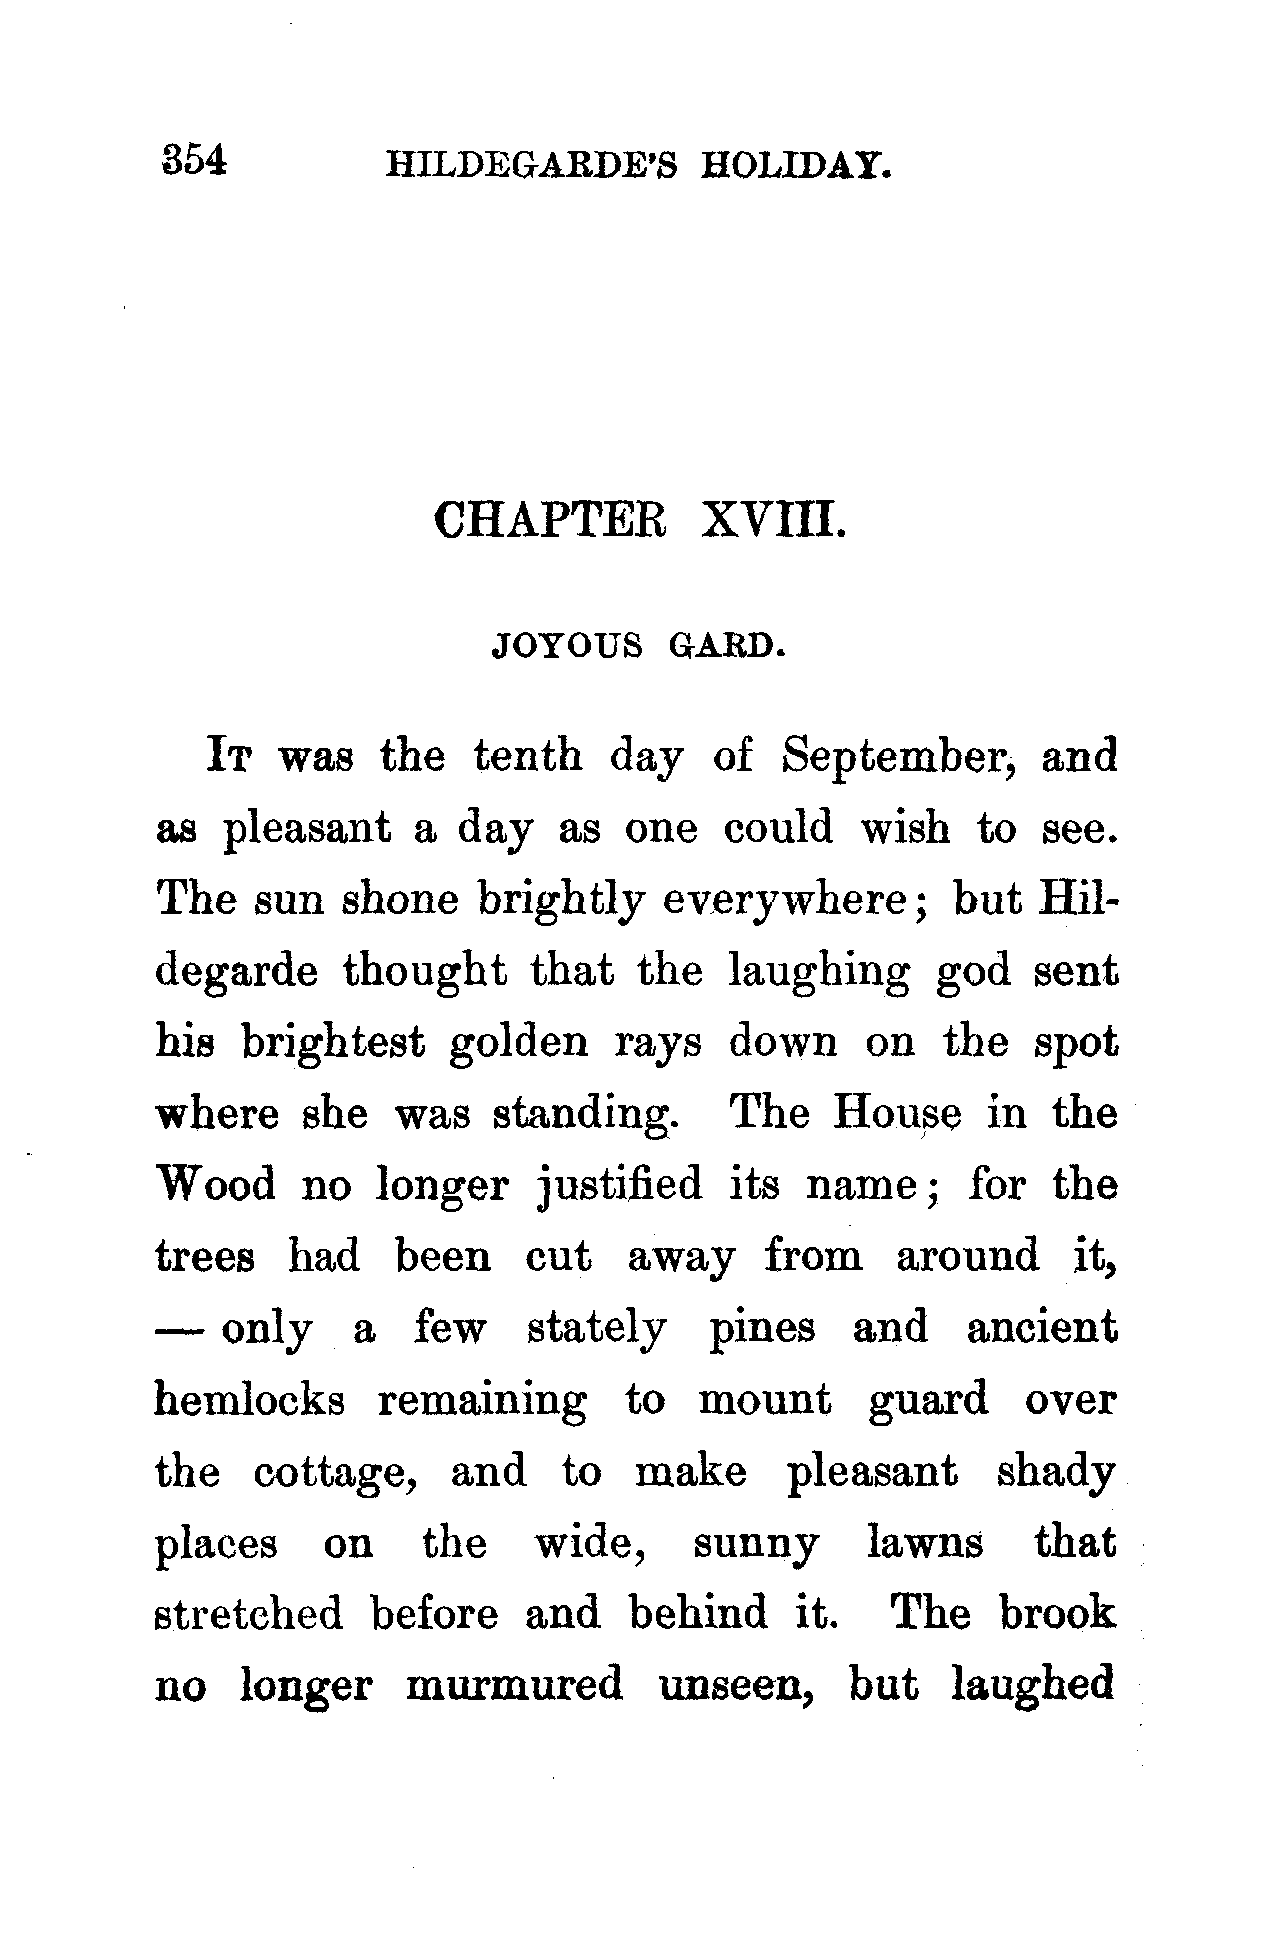 354 HILDEGARDE'S HOLIDAY.
CHAPTER XVIII.
JOYOUS GARD.
IT was the tenth day of September, and
as pleasant a day as one could wish to see.
The sun shone brightly everywhere; but Hil-
degarde thought that the laughing god sent
his brightest golden rays down on the spot
where she was standing. The House in the
Wood no longer justified its name; for the
trees had been cut away from around it,
— only a few stately pines and ancient
hemlocks remaining to mount guard over
the cottage, and to make pleasant shady
places on the wide, sunny lawns that
stretched before and behind it. The brook
no longer murmured unseen, but laughed